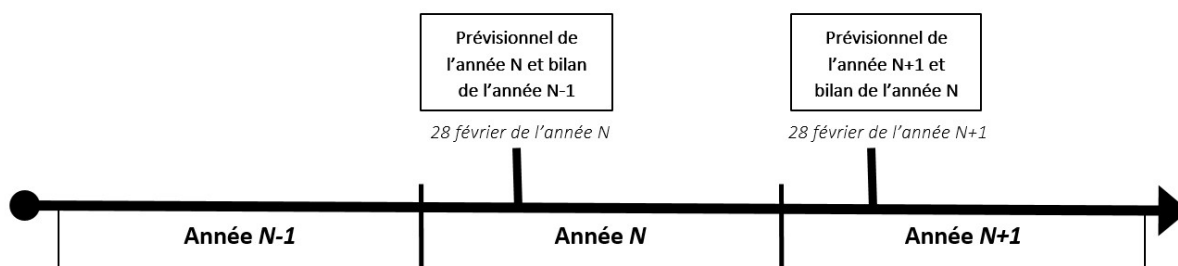 Prévisionnel de
l'année N et bilan
de l'année N-1
Prévisionnel de
l'année N+1 et
bilan de l'année N
28 février de l'année N
28 février de l'année N+1
Année N-1
Année N
Année N+1